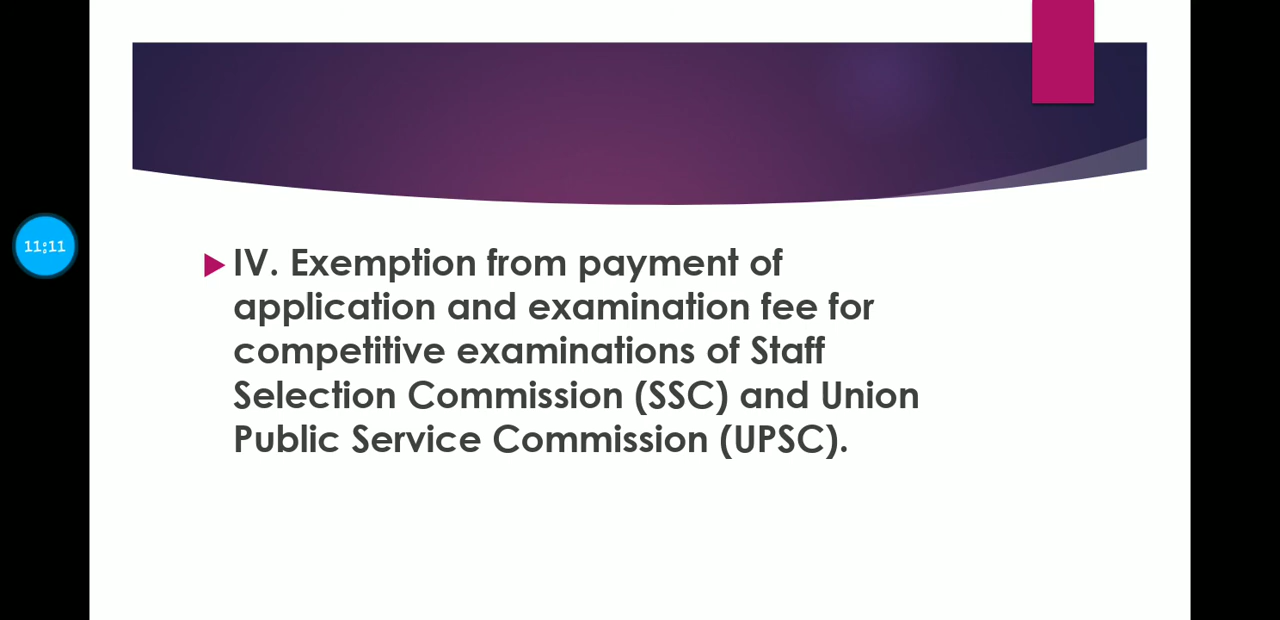 11:11
IV. Exemption from payment of
application and examination fee for
competitive examinations of Staff
Selection Commission (SSC) and Union
Public Service Commission (UPSC).